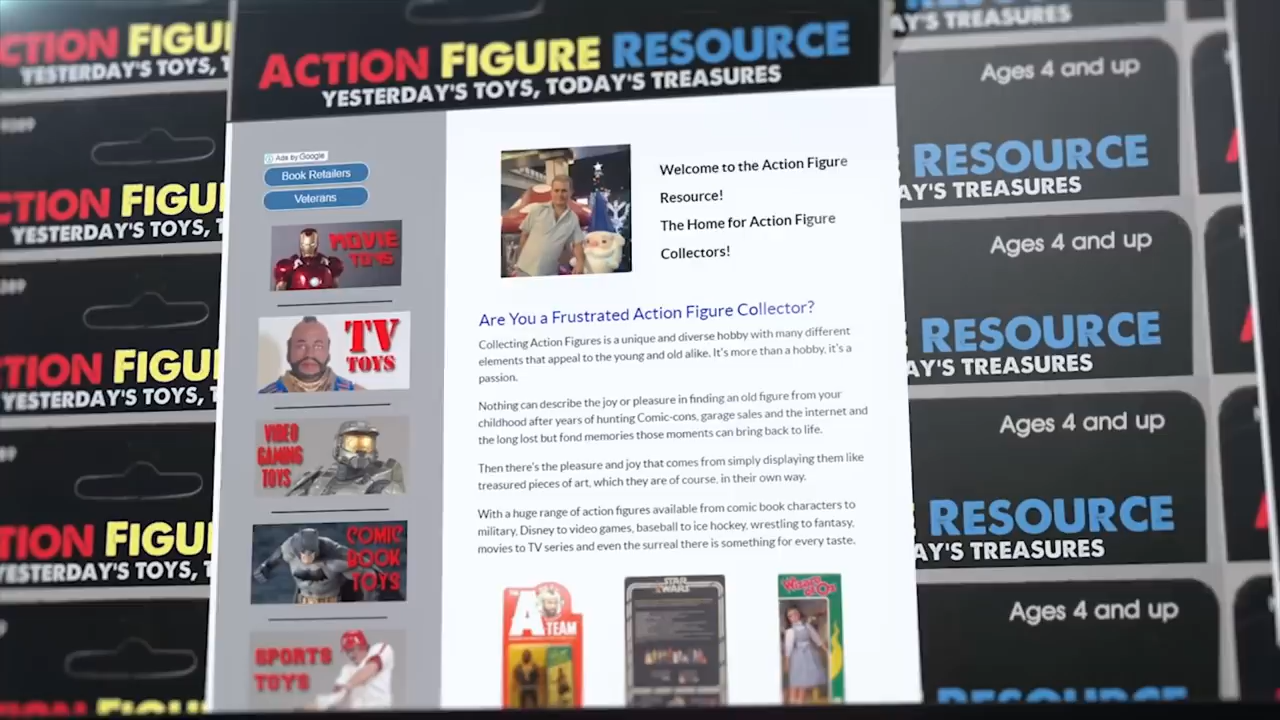 ACTION FIGURE RESOURCE
YESTERDAY'S TOYS, TODAY'S TREASURES
Ads by Google
Book Retailers
Veterans
MOVIE
TOYS
TV
TOYS
VIDEO
GAMING
TOYS
COMIC
BOOK
TOYS
SPORTS
TOYS
Welcome to the Action Figure
Resource!
The Home for Action Figure
Collectors!
Are You a Frustrated Action Figure Collector?
Collecting Action Figures is a unique and diverse hobby with many different
elements that appeal to the young and old alike. It's more than a hobby, it's a
passion.
Nothing can describe the joy or pleasure in finding an old figure from your
childhood after years of hunting Comic-cons, garage sales and the internet and
the long lost but fond memories those moments can bring back to life.
Then there's the pleasure and joy that comes from simply displaying them like
treasured pieces of art, which they are of course, in their own way.
With a huge range of action figures available from comic book characters to
military, Disney to video games, baseball to ice hockey, wrestling to fantasy,
movies to TV series and even the surreal there is something for every taste.
THE
A
TEAM
STAR
WARS
CTION FIGU
YESTERDAY'S TOYS, T
CTION FIGU
YESTERDAY'S TOYS, T
TION FIGU
YESTERDAY'S TOYS, T
ION FIGU
YESTERDAY'S TOYS, T
AY'S TREASURES
Ages 4 and up
E RESOURCE
DAY'S TREASURES
Ages 4 and up
RESOURCE
AY'S TREASURES
Ages 4 and up
RESOURCE
AY'S TREASURES
Ages 4 and up
RESOURCE